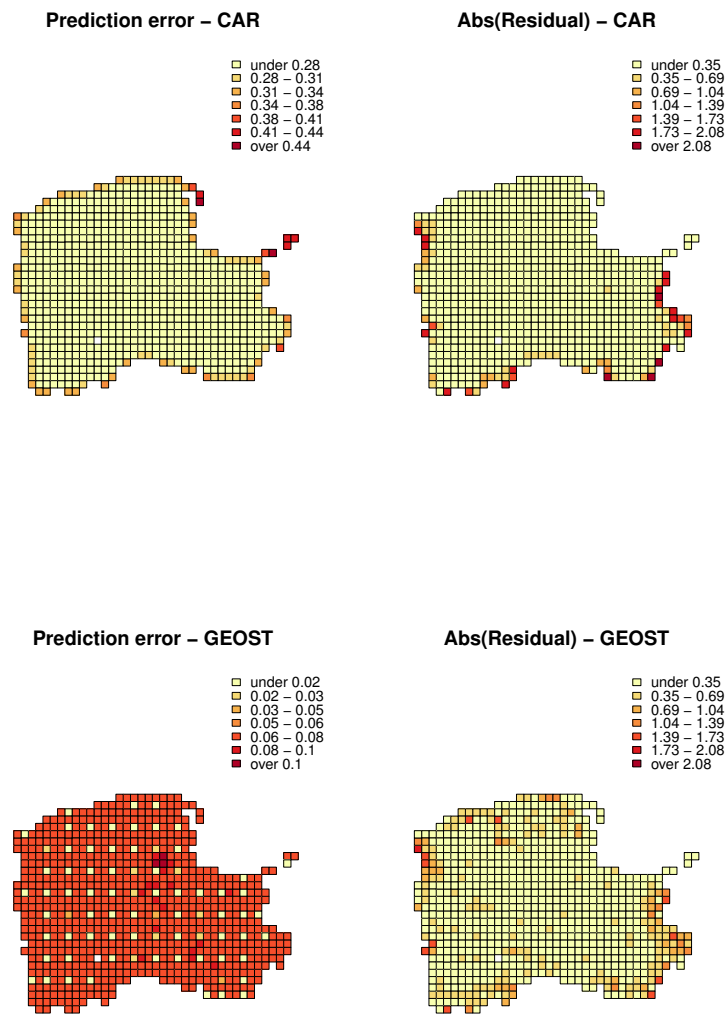 Prediction error − CAR
under 0.28
0.28 − 0.31
0.31 − 0.34
0.34 − 0.38
0.38 − 0.41
0.41 − 0.44
over 0.44
Abs(Residual) − CAR
under 0.35
0.35 − 0.69
0.69 − 1.04
1.04 − 1.39
1.39 − 1.73
1.73 − 2.08
over 2.08
Prediction error − GEOST
under 0.02
0.02 − 0.03
0.03 − 0.05
0.05 − 0.06
0.06 − 0.08
0.08 − 0.1
over 0.1
Abs(Residual) − GEOST
under 0.35
0.35 − 0.69
0.69 − 1.04
1.04 − 1.39
1.39 − 1.73
1.73 − 2.08
over 2.08